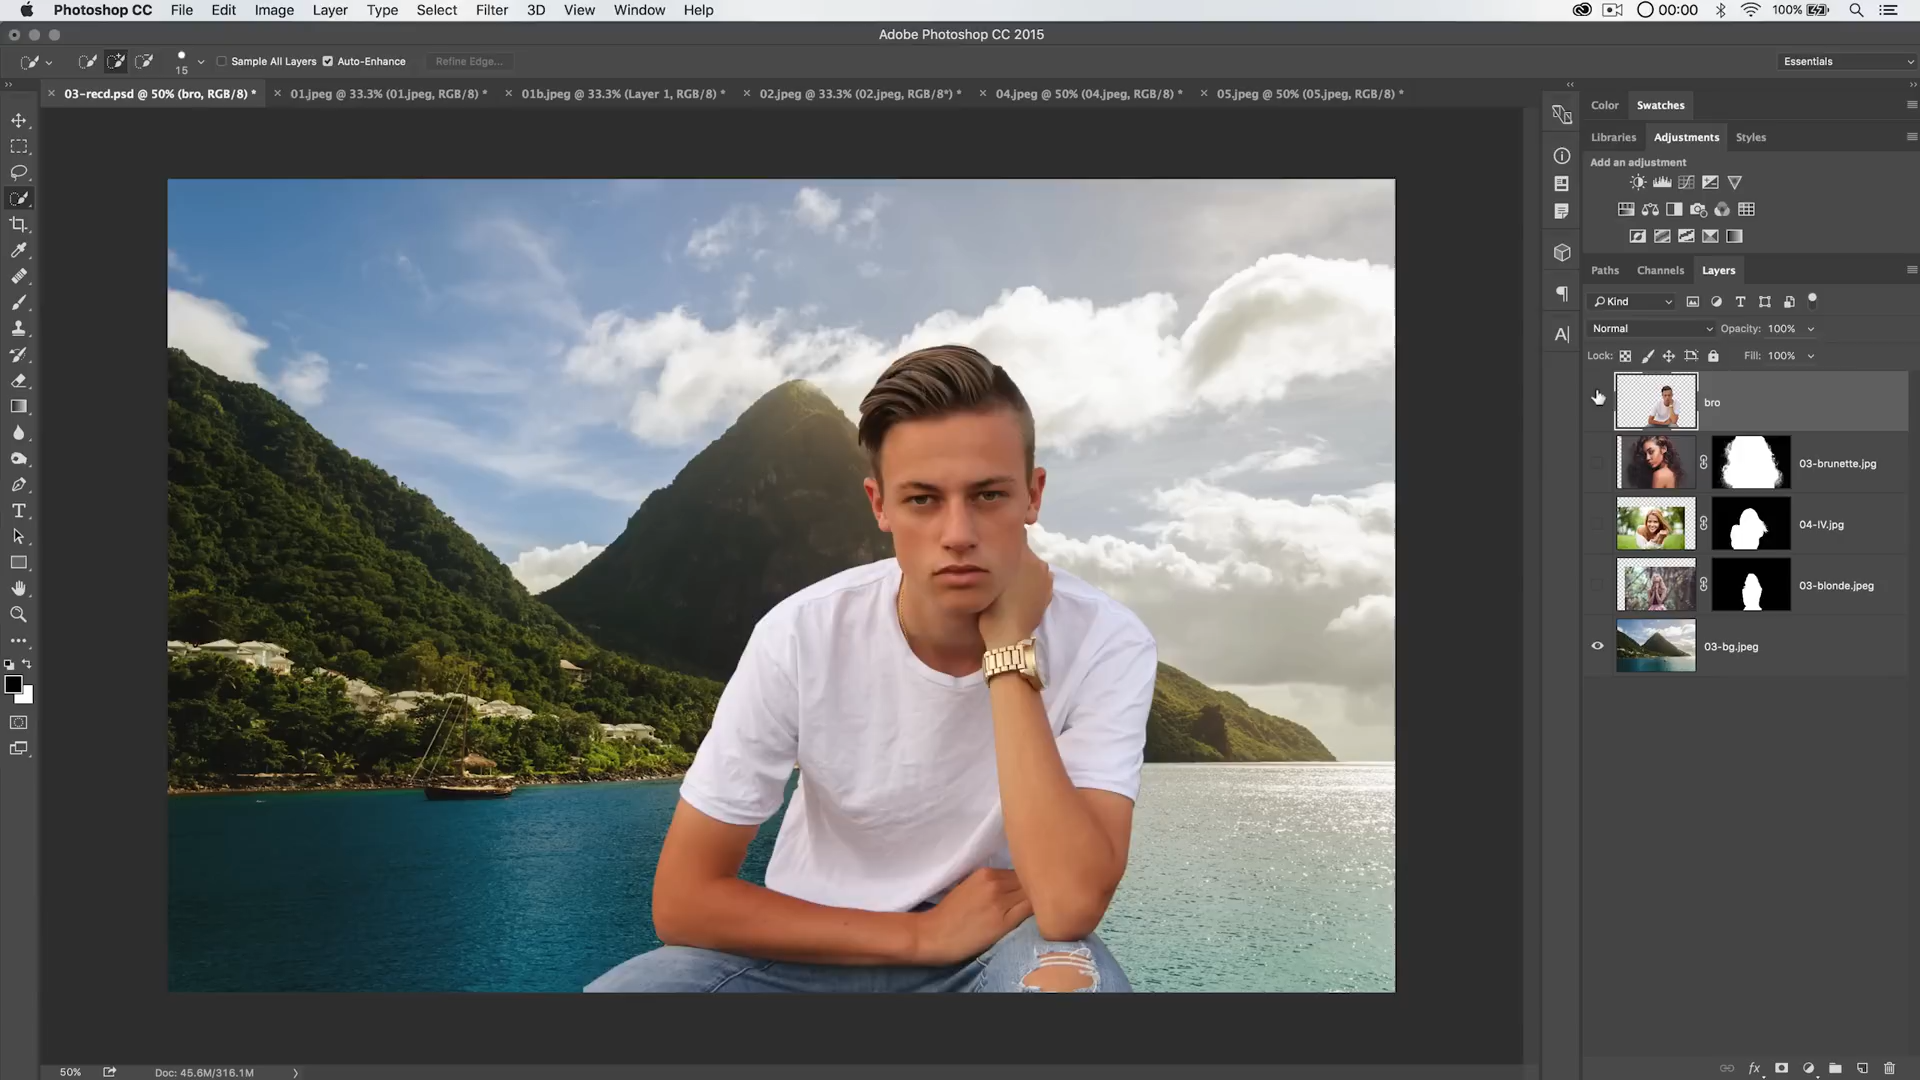 Photoshop CC File Edit Image Layer Type Select Filter 3D View Window Help 00:00 100%
Adobe Photoshop CC 2015
15 Sample All Layers Auto-Enhance Refine Edge... Essentials
03-recd.psd @ 50% (bro, RGB/8) * 01.jpeg @ 33.3% (01.jpeg, RGB/8) * 01b.jpeg @ 33.3% (Layer 1, RGB/8) * 02.jpeg @ 33.3% (02.jpeg, RGB/8*) * 04.jpeg @ 50% (04.jpeg, RGB/8) * 05.jpeg @ 50% (05.jpeg, RGB/8) *
Color Swatches
Libraries Adjustments Styles
Add an adjustment
Paths Channels Layers
Kind
Normal Opacity: 100%
Lock: Fill: 100%
bro
03-brunette.jpg
04-IV.jpg
03-blonde.jpeg
03-bg.jpeg
50% Doc: 45.6M/316.1M